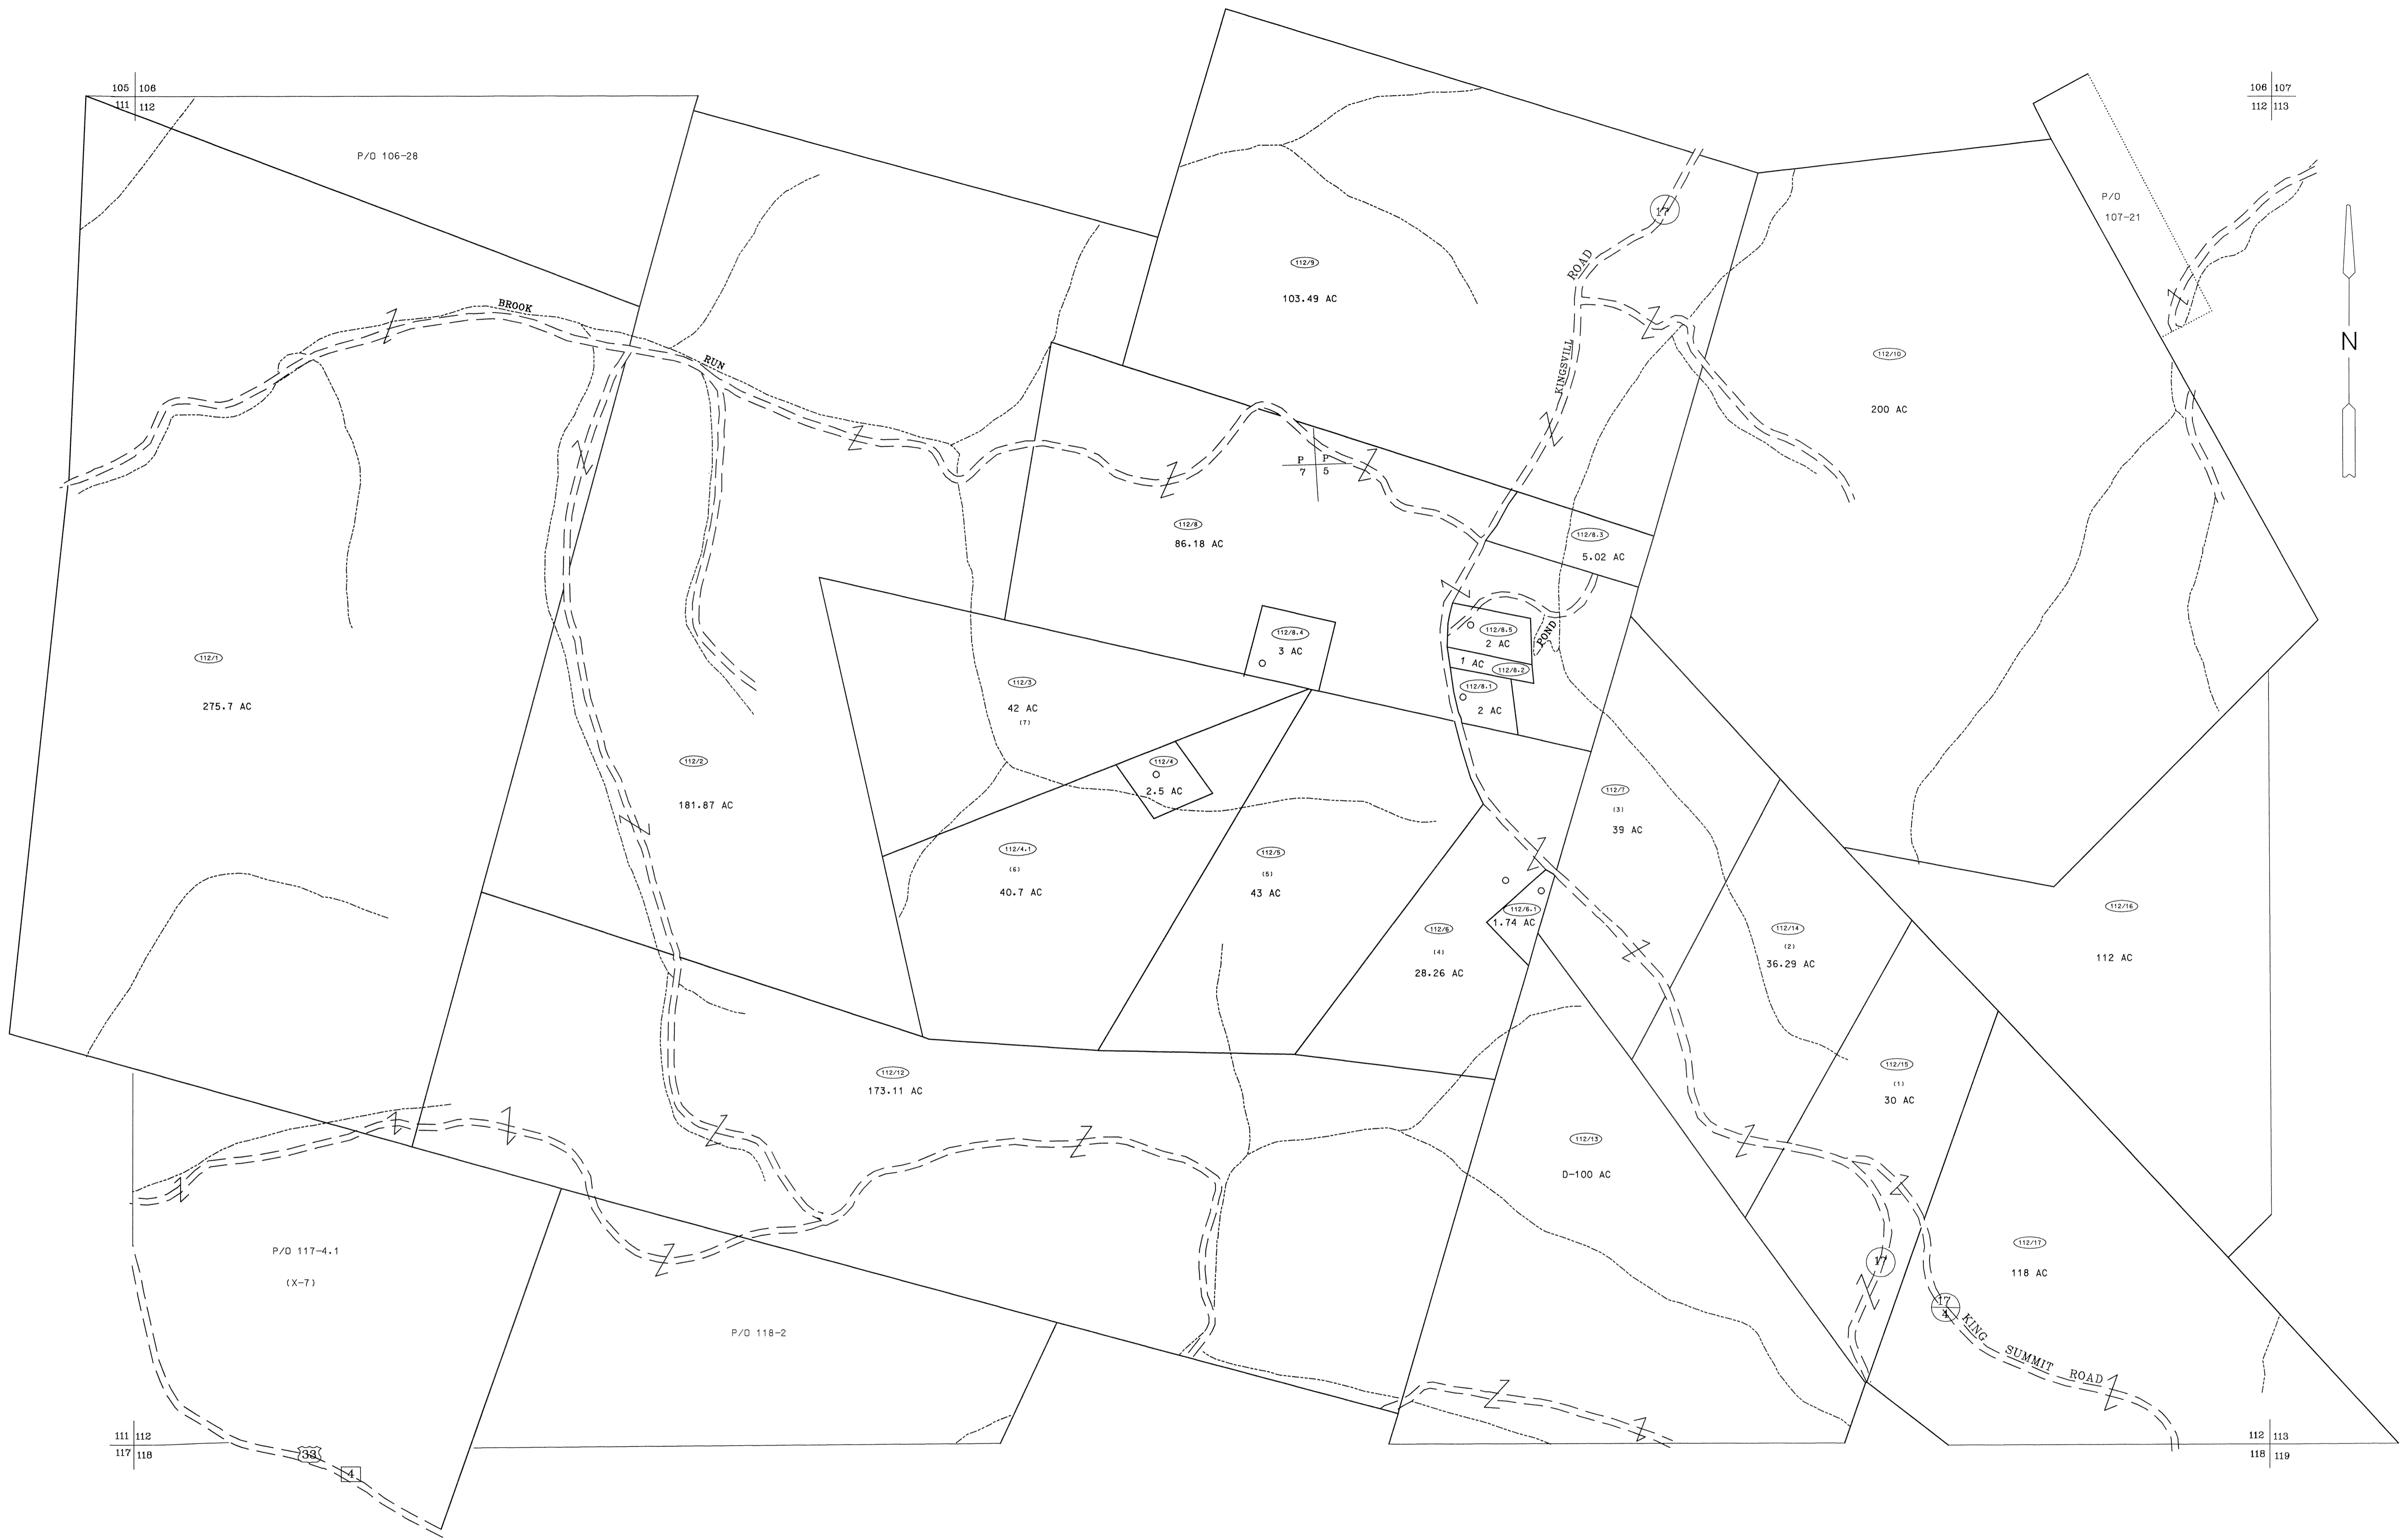 105 106
111 112
106 107
112 113
P/O 106-28
P/O
107-21
17
BROOK
RUN
ROAD
KINGSVILL
N
112/9
103.49 AC
112/10
200 AC
P P
7 5
112/8
86.18 AC
112/8.3
5.02 AC
112/8.4
3 AC
112/8.5
2 AC
POND
1 AC 112/8.2
112/8.1
2 AC
112/1
275.7 AC
112/3
42 AC
(7)
112/2
181.87 AC
112/4
2.5 AC
112/7
(3)
39 AC
112/4.1
(6)
40.7 AC
112/5
(5)
43 AC
112/6.1
1.74 AC
112/6
(4)
28.26 AC
112/14
(2)
36.29 AC
112/16
112 AC
112/12
173.11 AC
112/15
(1)
30 AC
112/13
D-100 AC
112/17
118 AC
P/O 117-4.1
(X-7)
17
17
4
KING
SUMMIT ROAD
P/O 118-2
111 112
117 118
33
4
112 113
118 119